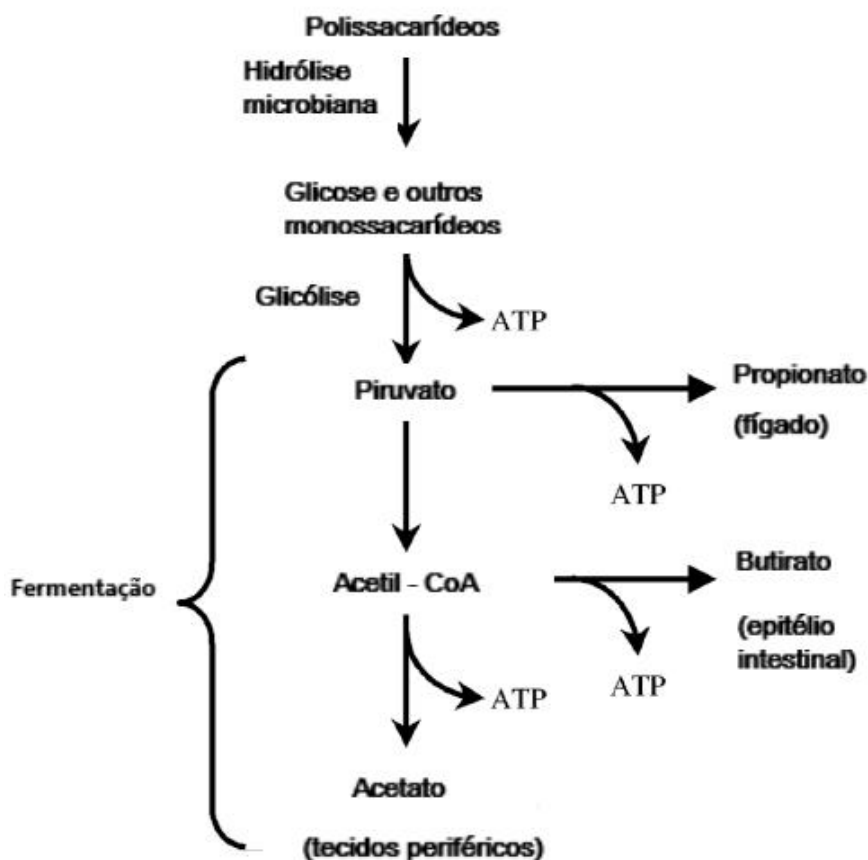 Polissacarídeos
Hidrólise
microbiana
Glicose e outros
monossacarídeos
Glicólise
ATP
Piruvato
Propionato
(fígado)
ATP
Fermentação
Acetil - CoA
Butirato
(epitélio
intestinal)
ATP
ATP
Acetato
(tecidos periféricos)